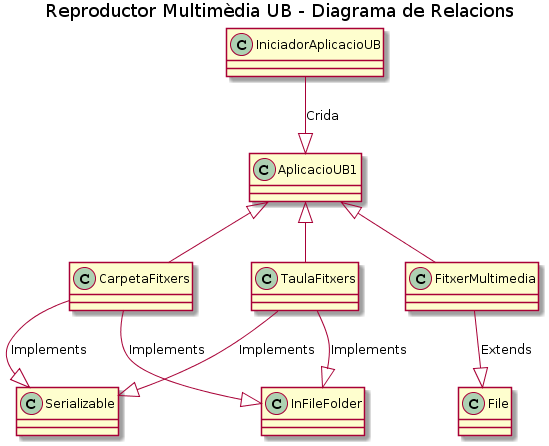 Reproductor Multimèdia UB - Diagrama de Relacions
C IniciadorAplicacioUB
Crida
C AplicacioUB1
C CarpetaFitxers
C TaulaFitxers
C FitxerMultimedia
Implements
Implements
Implements
Implements
Extends
C Serializable
C InFileFolder
C File